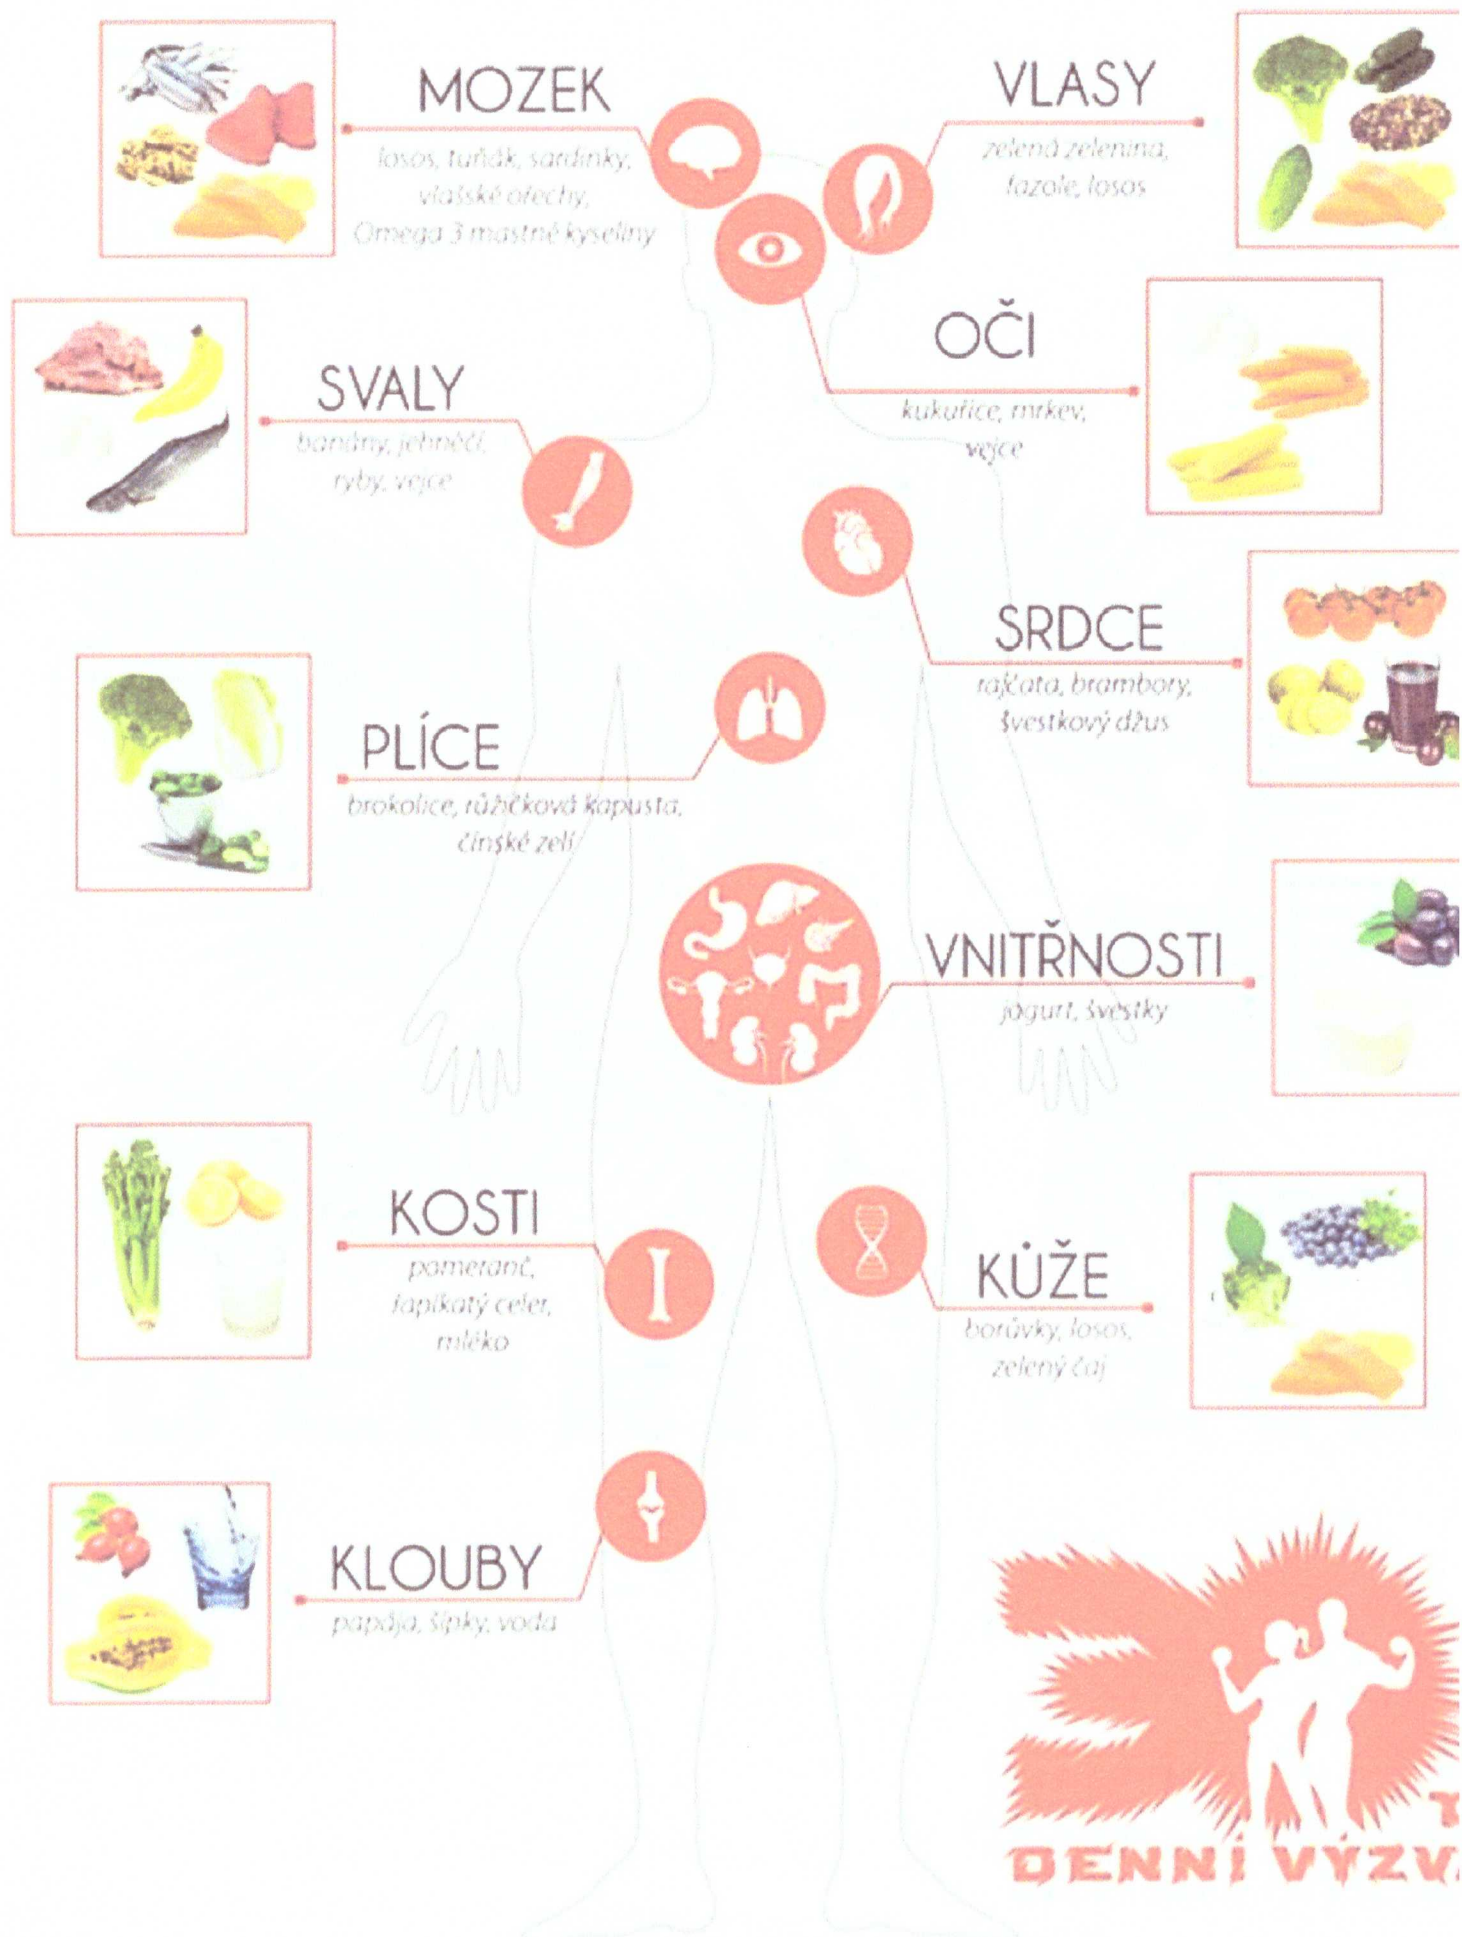 MOZEK
losos, tuňák, sardinky,
vlašské ořechy,
Omega 3 mastné kyseliny
VLASY
zelená zelenina,
fazole, losos
OČI
kukuřice, mrkev,
vejce
SVALY
banány, jehněčí,
ryby, vejce
SRDCE
rajčata, brambory,
švestkový džus
PLÍCE
brokolice, růžičková kapusta,
čínské zelí
VNITŘNOSTI
jogurt, švestky
KOSTI
pomeranč,
řapíkatý celer,
mléko
KŮŽE
borůvky, losos,
zelený čaj
KLOUBY
papája, šípky, voda
30
DENNÍ VÝZV